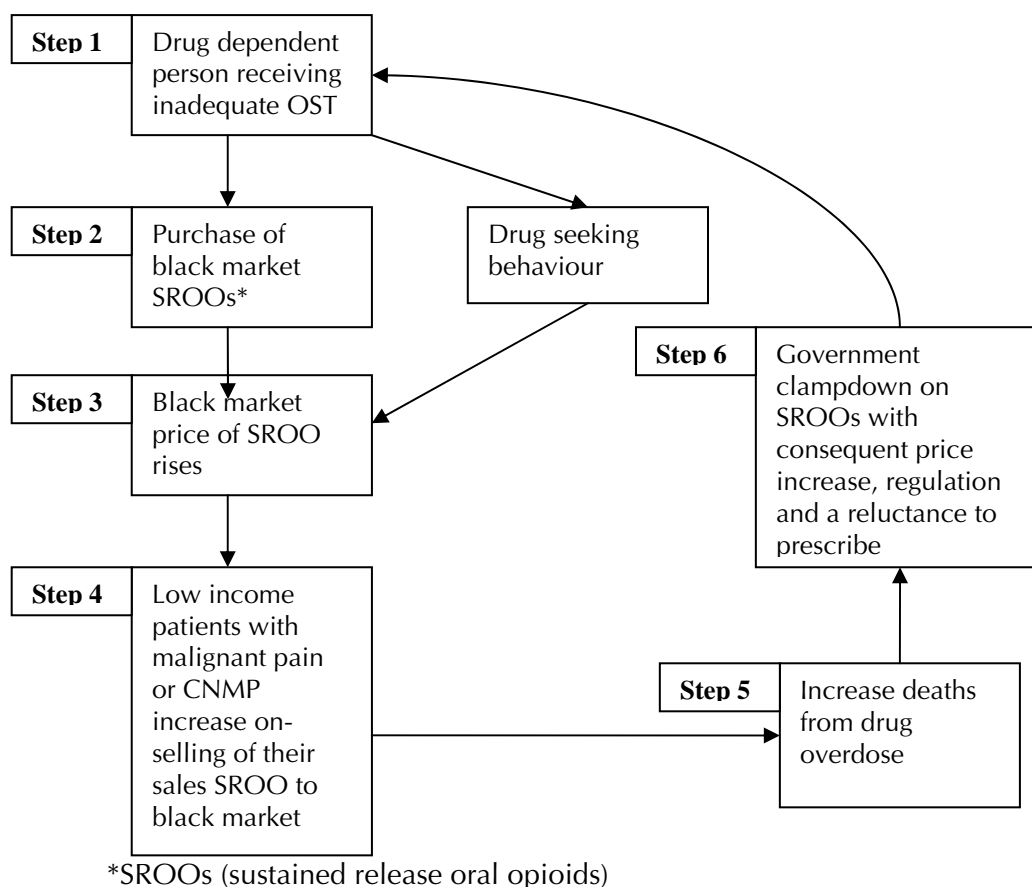 Step 1
Drug dependent
person receiving
inadequate OST
Step 2
Purchase of
black market
SROOs*
Drug seeking
behaviour
Step 3
Black market
price of SROO
rises
Step 4
Low income
patients with
malignant pain
or CNMP
increase on-
selling of their
sales SROO to
black market
Step 5
Increase deaths
from drug
overdose
Step 6
Government
clampdown on
SROOs with
consequent price
increase, regulation
and a reluctance to
prescribe
*SROOs (sustained release oral opioids)